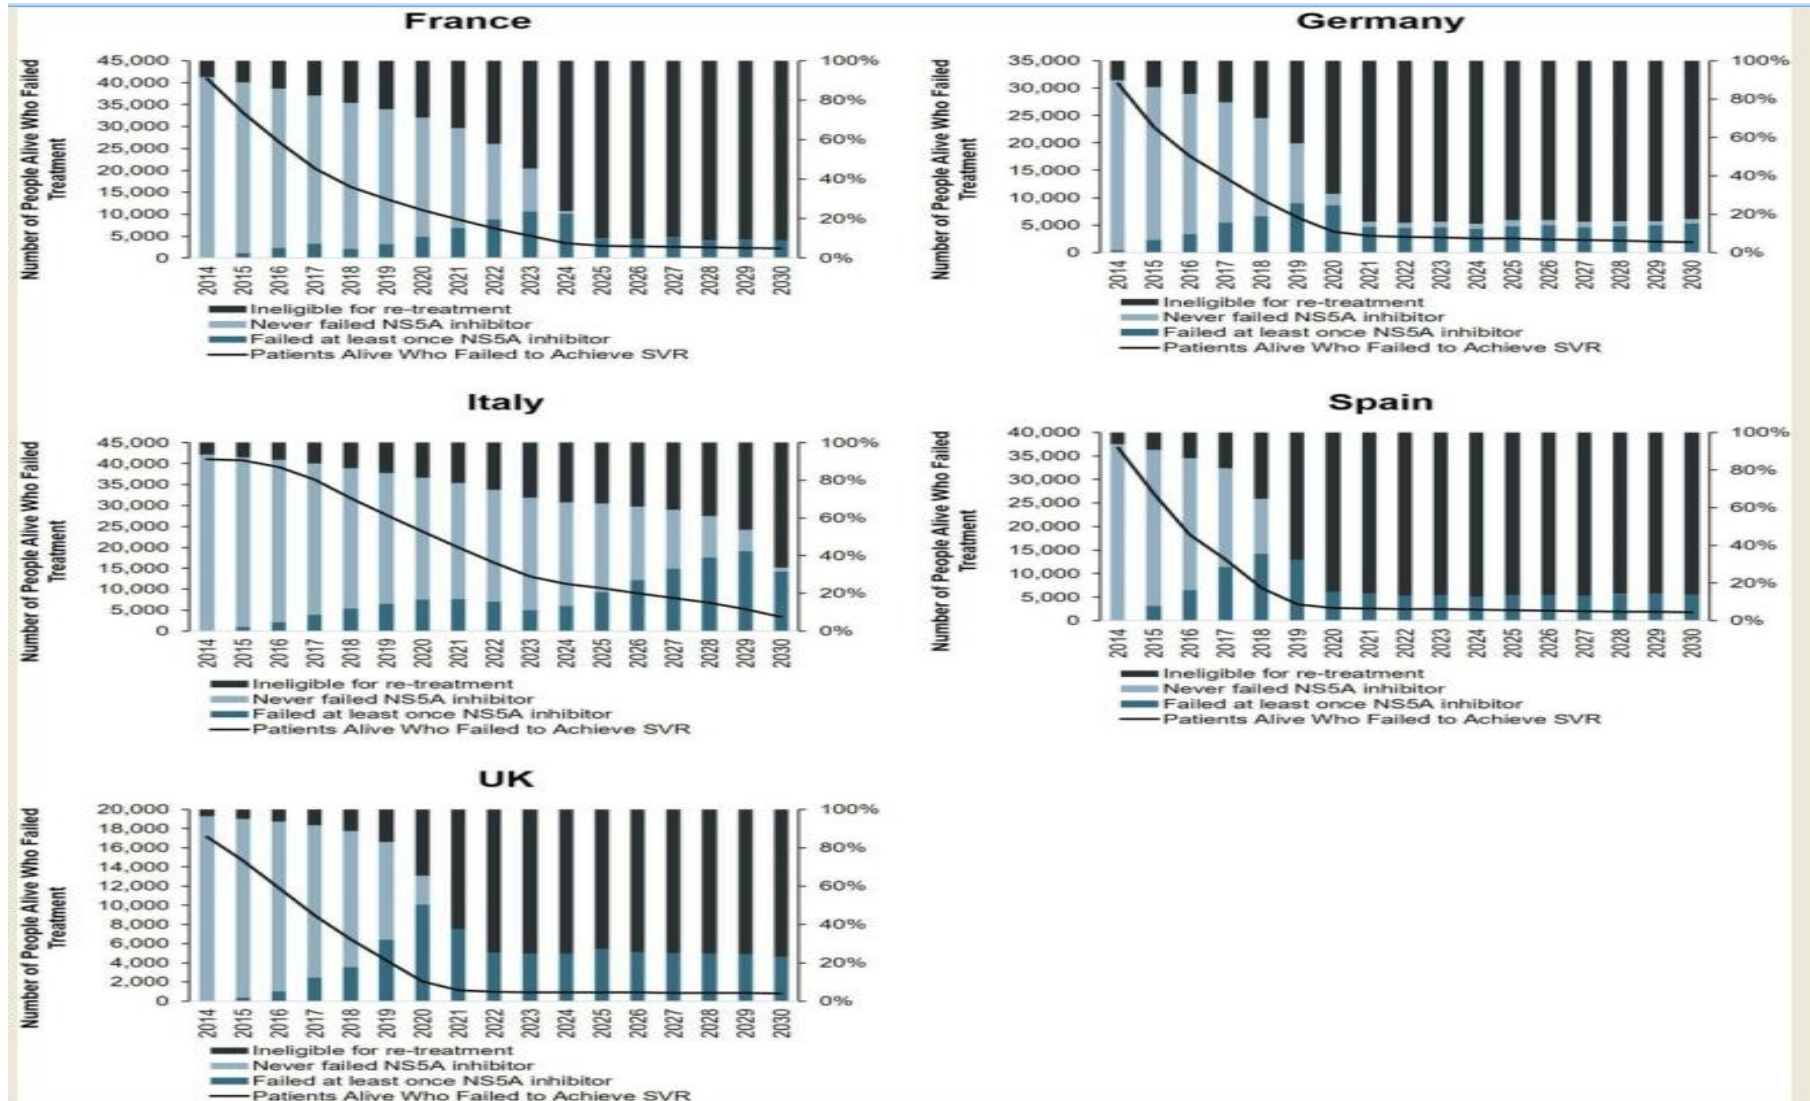 France
Number of People Alive Who Failed
Treatment
45,000
40,000
35,000
30,000
25,000
20,000
15,000
10,000
5,000
0
100%
80%
60%
40%
20%
0%
2014 2015 2016 2017 2018 2019 2020 2021 2022 2023 2024 2025 2026 2027 2028 2029 2030
Ineligible for re-treatment
Never failed NS5A inhibitor
Failed at least once NS5A inhibitor
Patients Alive Who Failed to Achieve SVR
Germany
Number of People Alive Who Failed
Treatment
35,000
30,000
25,000
20,000
15,000
10,000
5,000
0
100%
80%
60%
40%
20%
0%
2014 2015 2016 2017 2018 2019 2020 2021 2022 2023 2024 2025 2026 2027 2028 2029 2030
Ineligible for re-treatment
Never failed NS5A inhibitor
Failed at least once NS5A inhibitor
Patients Alive Who Failed to Achieve SVR
Italy
Number of People Alive Who Failed
Treatment
45,000
40,000
35,000
30,000
25,000
20,000
15,000
10,000
5,000
0
100%
80%
60%
40%
20%
0%
2014 2015 2016 2017 2018 2019 2020 2021 2022 2023 2024 2025 2026 2027 2028 2029 2030
Ineligible for re-treatment
Never failed NS5A inhibitor
Failed at least once NS5A inhibitor
Patients Alive Who Failed to Achieve SVR
Spain
Number of People Alive Who Failed
Treatment
40,000
35,000
30,000
25,000
20,000
15,000
10,000
5,000
0
100%
80%
60%
40%
20%
0%
2014 2015 2016 2017 2018 2019 2020 2021 2022 2023 2024 2025 2026 2027 2028 2029 2030
Ineligible for re-treatment
Never failed NS5A inhibitor
Failed at least once NS5A inhibitor
Patients Alive Who Failed to Achieve SVR
UK
Number of People Alive Who Failed
Treatment
20,000
18,000
16,000
14,000
12,000
10,000
8,000
6,000
4,000
2,000
0
100%
80%
60%
40%
20%
0%
2014 2015 2016 2017 2018 2019 2020 2021 2022 2023 2024 2025 2026 2027 2028 2029 2030
Ineligible for re-treatment
Never failed NS5A inhibitor
Failed at least once NS5A inhibitor
Patients Alive Who Failed to Achieve SVR